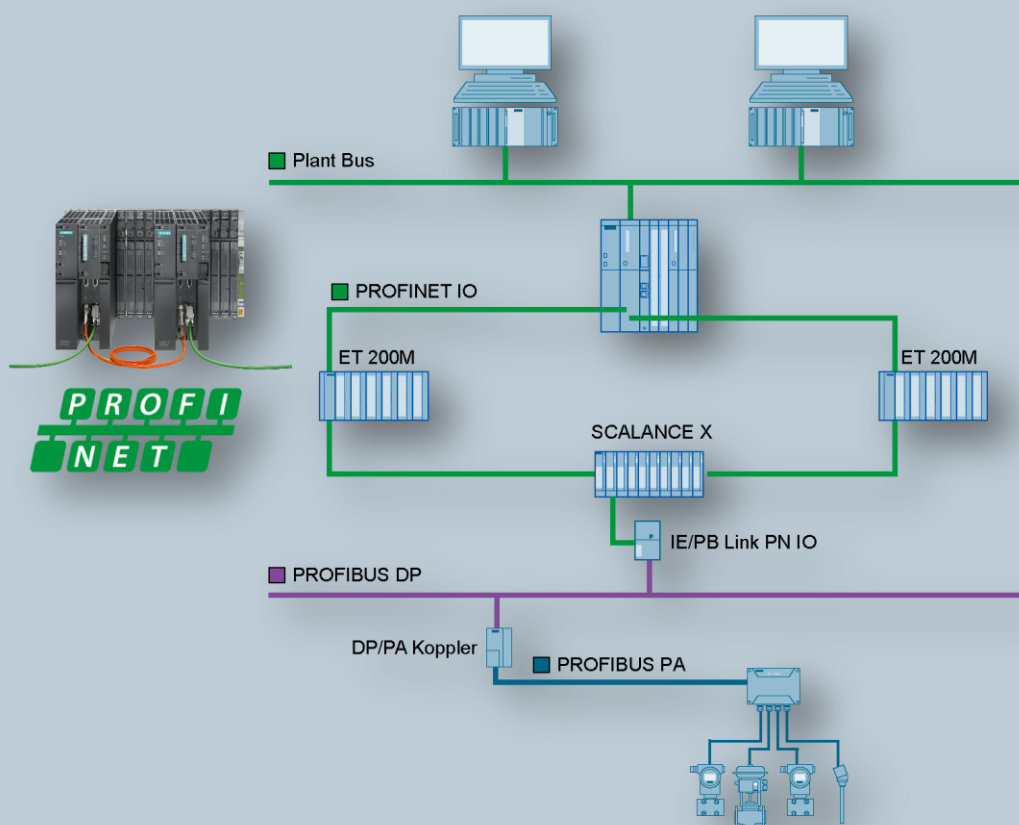 Plant Bus
PROFINET IO
ET 200M
ET 200M
PROFI
NET
SCALANCE X
IE/PB Link PN IO
PROFIBUS DP
DP/PA Koppler
PROFIBUS PA